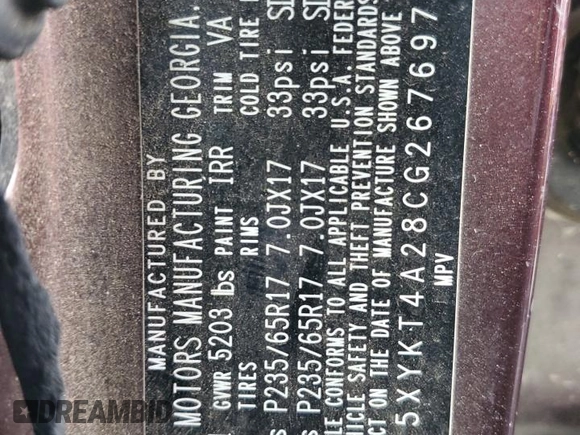 MANUFACTURED BY
MOTORS MANUFACTURING GEORGIA,
GVWR 5203 lbs PAINT IRR TRIM VA
TIRES RIMS COLD TIRE
P235/65R17 7.0JX17 33psi
P235/65R17 7.0JX17 33psi
CONFORMS TO ALL APPLICABLE U.S.A. FEDER
SAFETY AND THEFT PREVENTION STANDARDS
ON THE DATE OF MANUFACTURE SHOWN ABOVE
5XYKT4A28CG267697
MPV
DREAMBID